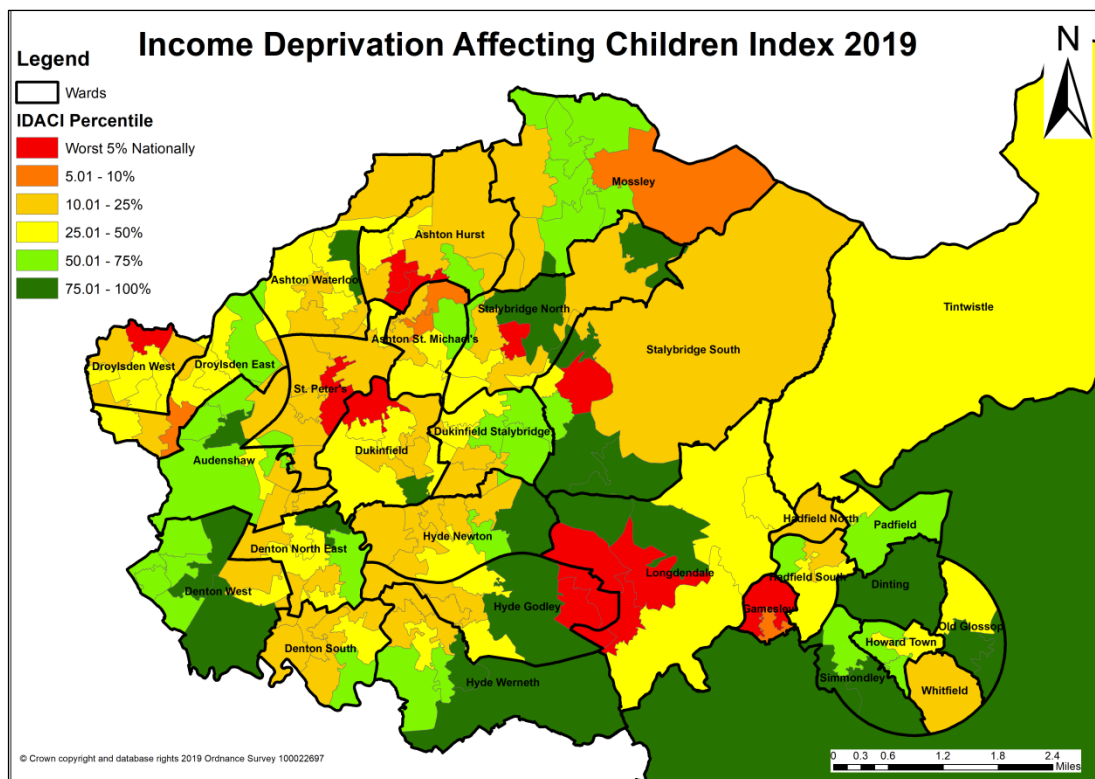 Income Deprivation Affecting Children Index 2019
N
Legend
Wards
IDACI Percentile
Worst 5% Nationally
5.01 - 10%
10.01 - 25%
25.01 - 50%
50.01 - 75%
75.01 - 100%
Mossley
Ashton Hurst
Ashton Waterloo
Tintwistle
Stalybridge North
Ashton St. Michael's
Stalybridge South
Droylsden West
Droylsden East
St. Peter's
Dukinfield Stalybridge
Dukinfield
Audenshaw
Hadfield North
Padfield
Hyde Newton
Denton North East
Longdendale
Hadfield South
Dinting
Denton West
Hyde Godley
Gamesley
Old Glossop
Howard Town
Denton South
Simmondley
Hyde Werneth
Whitfield
© Crown copyright and database rights 2019 Ordnance Survey 100022697
0 0.3 0.6 1.2 1.8 2.4
Miles